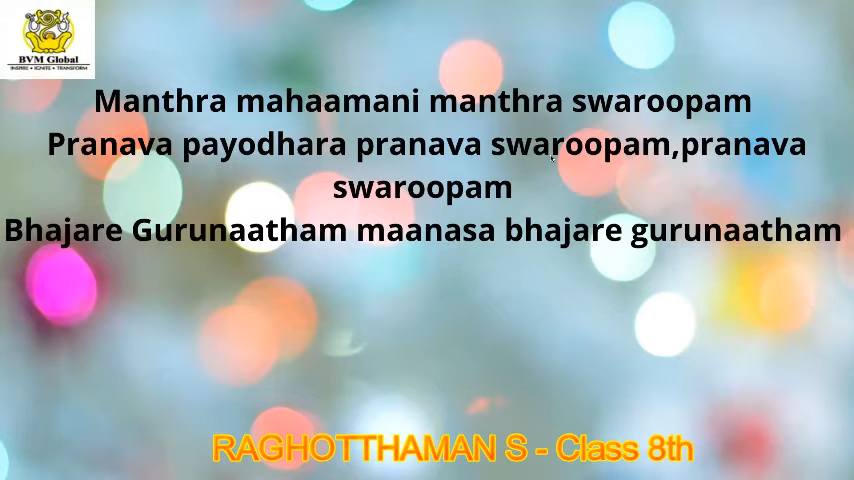 BVM Global
INSPIRE • IGNITE • TRANSFORM
Manthra mahaamani manthra swaroopam
Pranava payodhara pranava swaroopam,pranava
swaroopam
Bhajare Gurunaatham maanasa bhajare gurunaatham
RAGHOTTHAMAN S - Class 8th